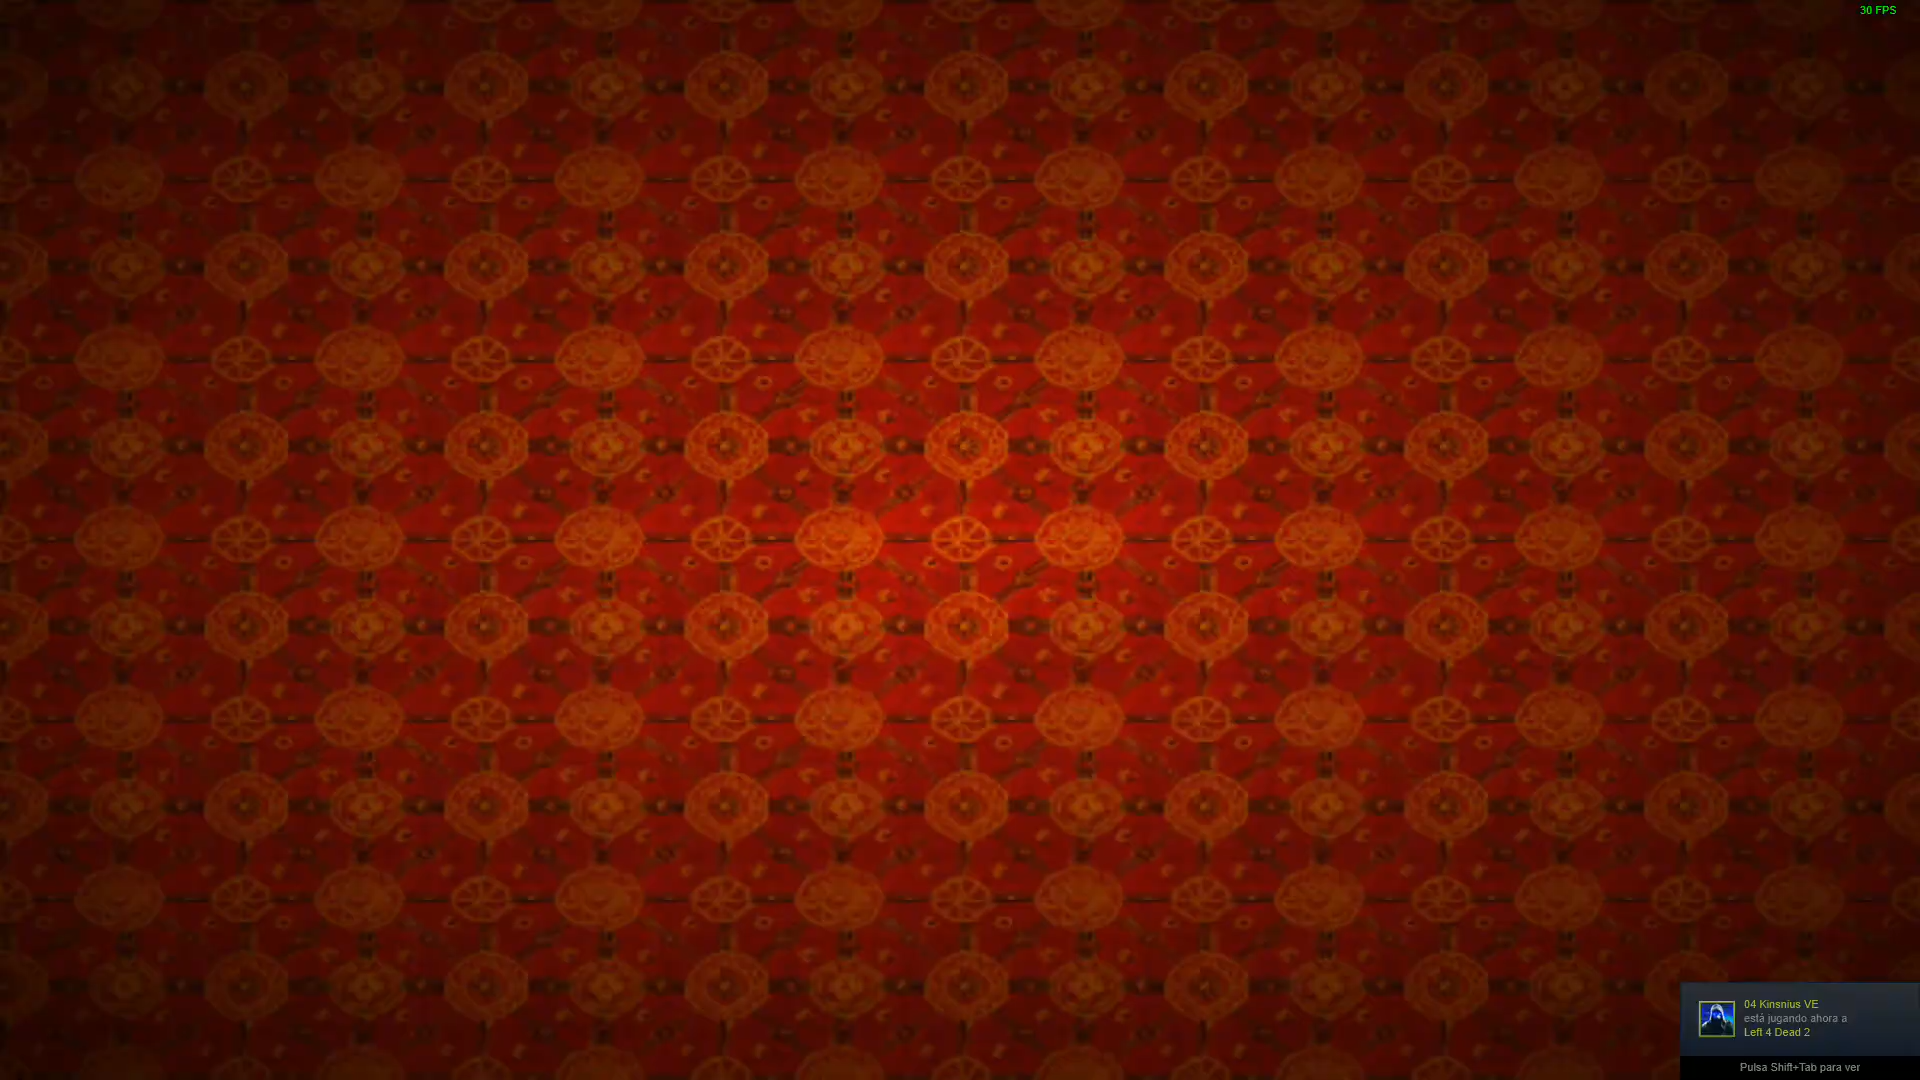 30 FPS
04 Kinsnius VE
está jugando ahora a
Left 4 Dead 2
Pulsa Shift+Tab para ver